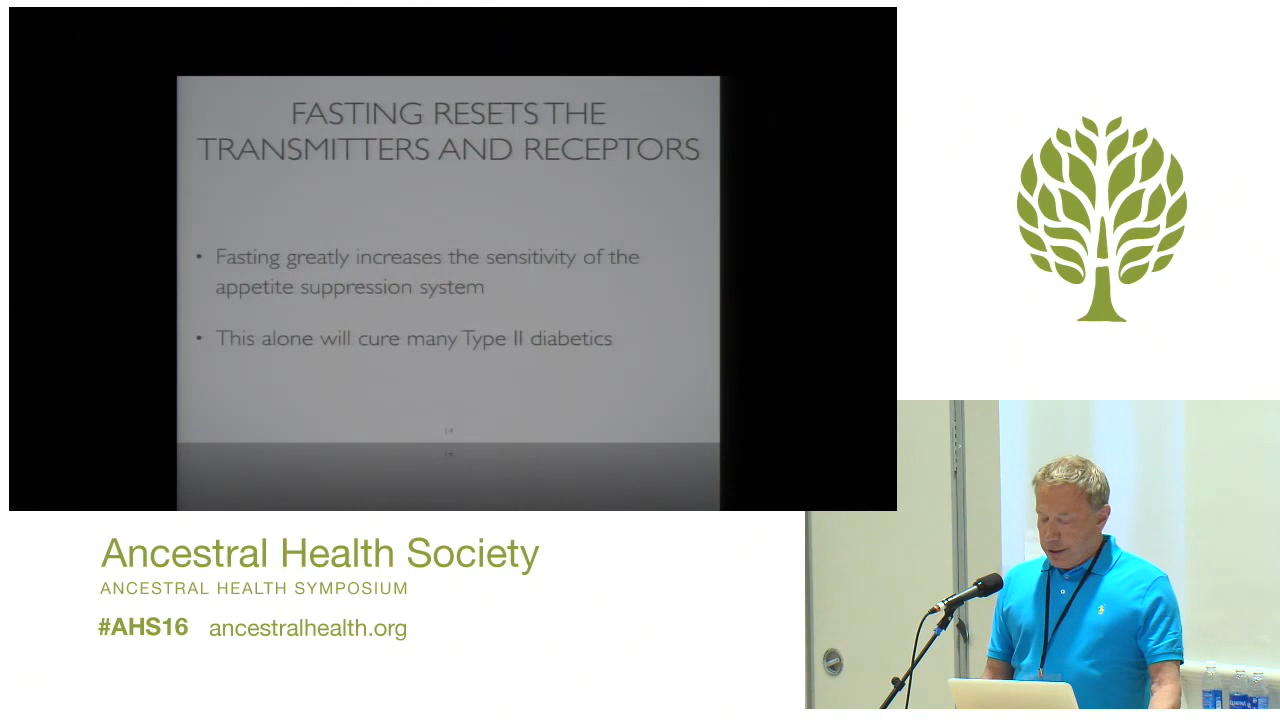 FASTING RESETS THE
TRANSMITTERS AND RECEPTORS
• Fasting greatly increases the sensitivity of the
appetite suppression system
• This alone will cure many Type II diabetics
14
Ancestral Health Society
ANCESTRAL HEALTH SYMPOSIUM
#AHS16 ancestralhealth.org